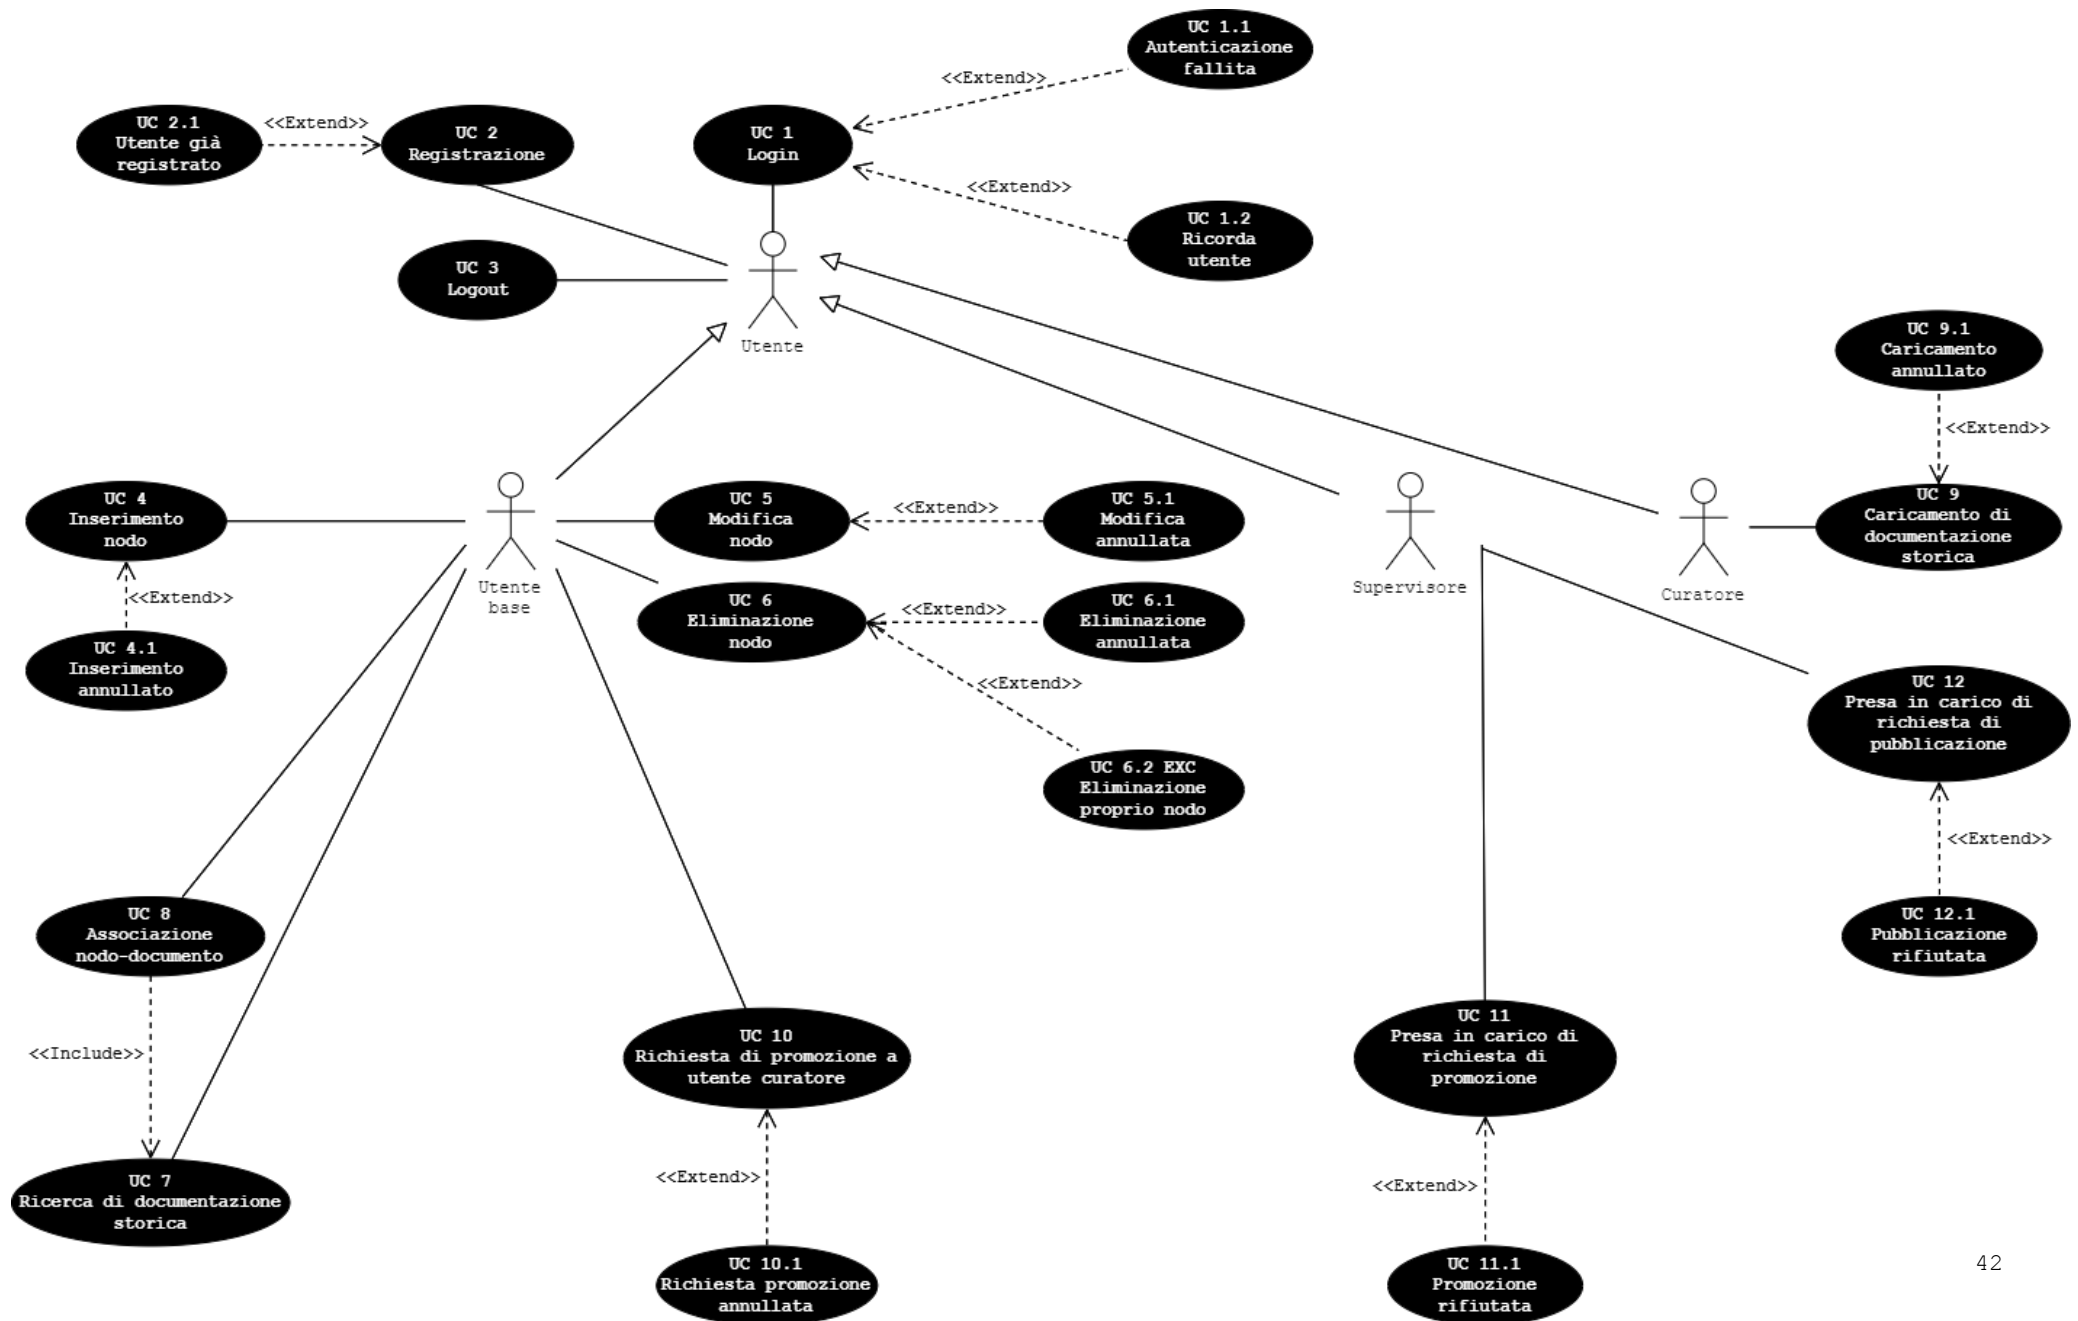 UC 1.1
Autenticazione
fallita
<<Extend>>
UC 2.1
Utente già
registrato
<<Extend>>
UC 2
Registrazione
UC 1
Login
<<Extend>>
UC 1.2
Ricorda
utente
UC 3
Logout
Utente
UC 9.1
Caricamento
annullato
<<Extend>>
UC 4
Inserimento
nodo
Utente
base
UC 5
Modifica
nodo
<<Extend>>
UC 5.1
Modifica
annullata
Supervisore
Curatore
UC 9
Caricamento di
documentazione
storica
<<Extend>>
UC 4.1
Inserimento
annullato
UC 6
Eliminazione
nodo
<<Extend>>
UC 6.1
Eliminazione
annullata
<<Extend>>
UC 6.2 EXC
Eliminazione
proprio nodo
UC 12
Presa in carico di
richiesta di
pubblicazione
<<Extend>>
UC 12.1
Pubblicazione
rifiutata
UC 8
Associazione
nodo-documento
<<Include>>
UC 7
Ricerca di documentazione
storica
UC 10
Richiesta di promozione a
utente curatore
<<Extend>>
UC 10.1
Richiesta promozione
annullata
UC 11
Presa in carico di
richiesta di
promozione
<<Extend>>
UC 11.1
Promozione
rifiutata
42